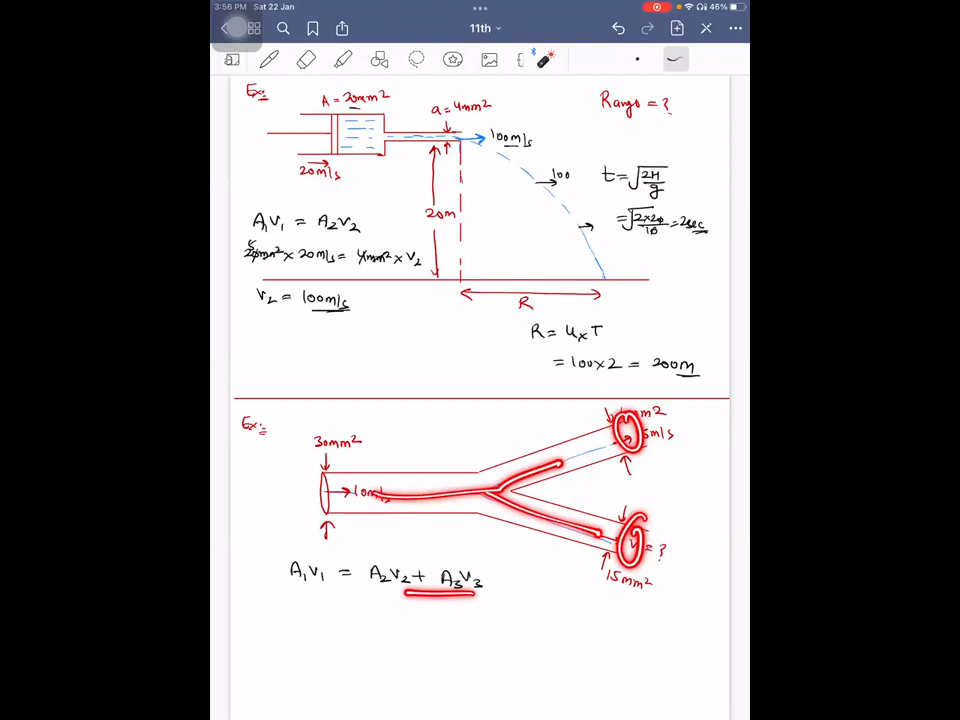 3:56 PM Sat 22 Jan
46%
11th
Ex:
A = 20mm²
a = 4mm²
Range = ?
100m/s
20m/s
100
t = √2H/g
= √2×20/10 = 2sec
20m
A₁V₁ = A₂V₂
20mm² × 20m/s = 4mm² × V₂
5
V₂ = 100m/s
R
R = uₓT
= 100×2 = 200m
Ex:
30mm²
mm2
m/s
10m/s
= ?
15mm²
A₁V₁ = A₂V₂ + A₃V₃